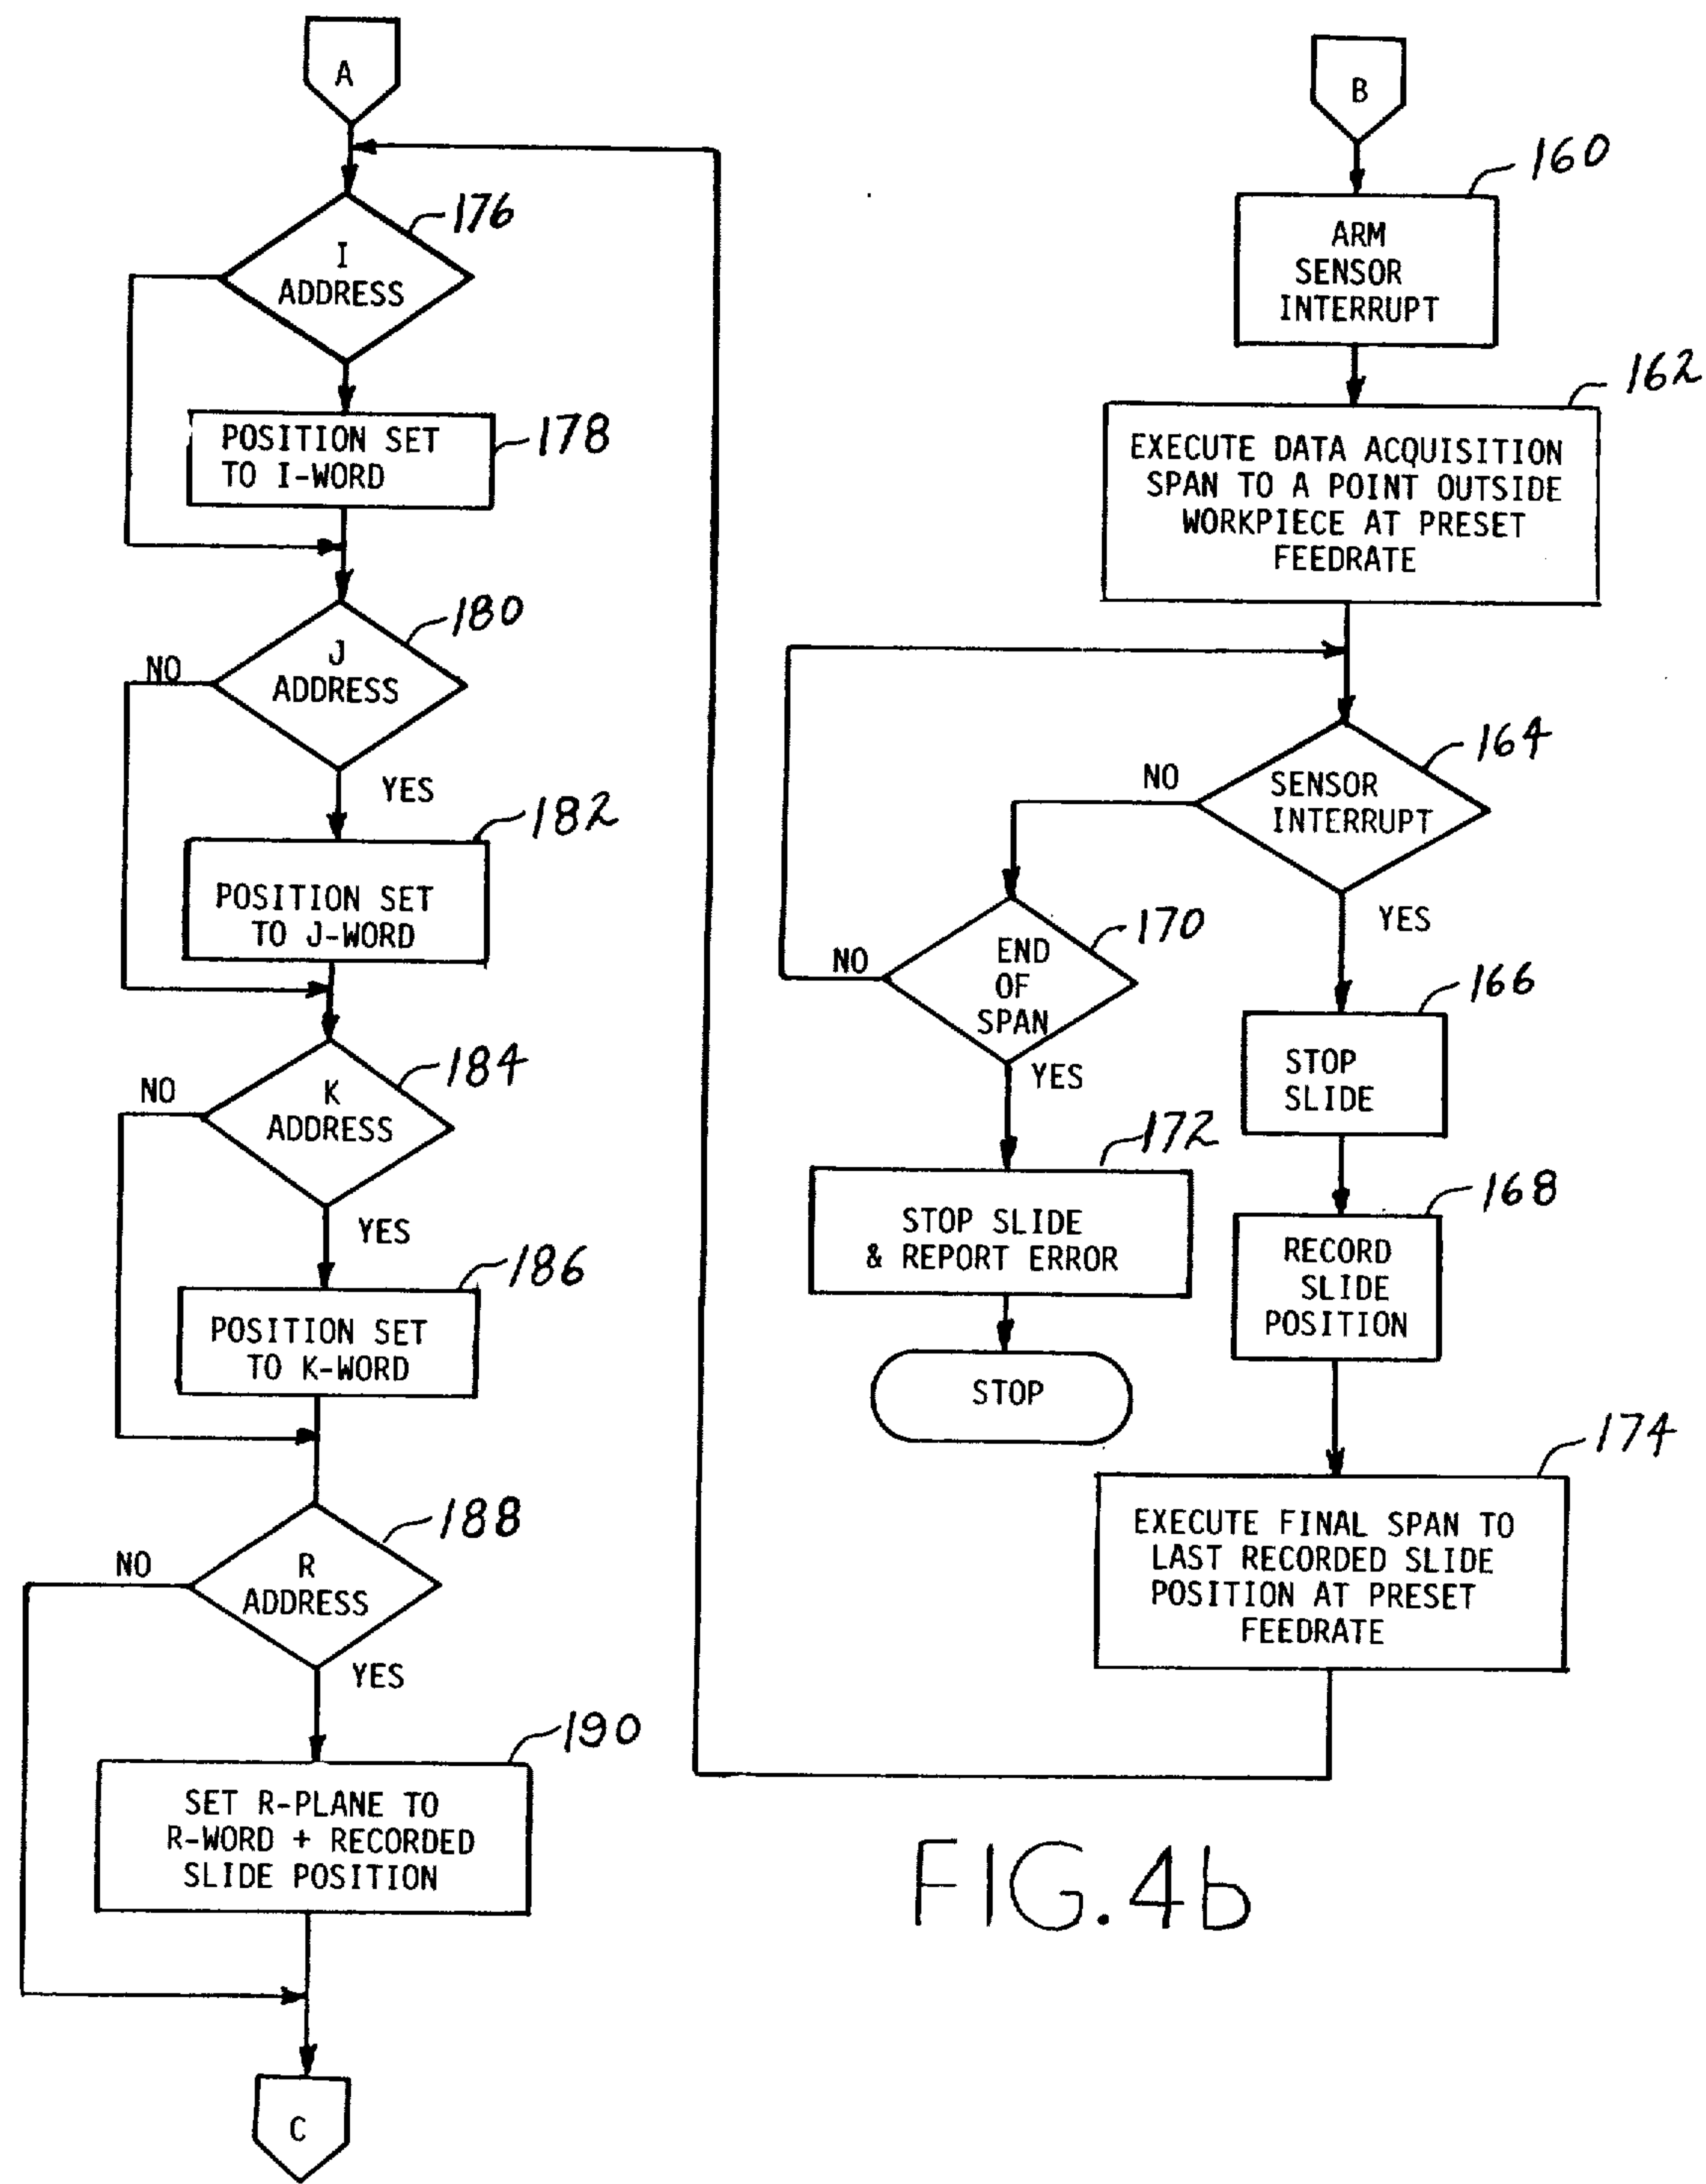 A
176
I
ADDRESS
178
POSITION SET
TO I-WORD
180
J
ADDRESS
NO
YES
182
POSITION SET
TO J-WORD
184
K
ADDRESS
NO
YES
186
POSITION SET
TO K-WORD
188
R
ADDRESS
NO
YES
190
SET R-PLANE TO
R-WORD + RECORDED
SLIDE POSITION
C
B
160
ARM
SENSOR
INTERRUPT
162
EXECUTE DATA ACQUISITION
SPAN TO A POINT OUTSIDE
WORKPIECE AT PRESET
FEEDRATE
164
SENSOR
INTERRUPT
NO
YES
170
END
OF
SPAN
NO
YES
172
STOP SLIDE
& REPORT ERROR
STOP
166
STOP
SLIDE
168
RECORD
SLIDE
POSITION
174
EXECUTE FINAL SPAN TO
LAST RECORDED SLIDE
POSITION AT PRESET
FEEDRATE
FIG.4b